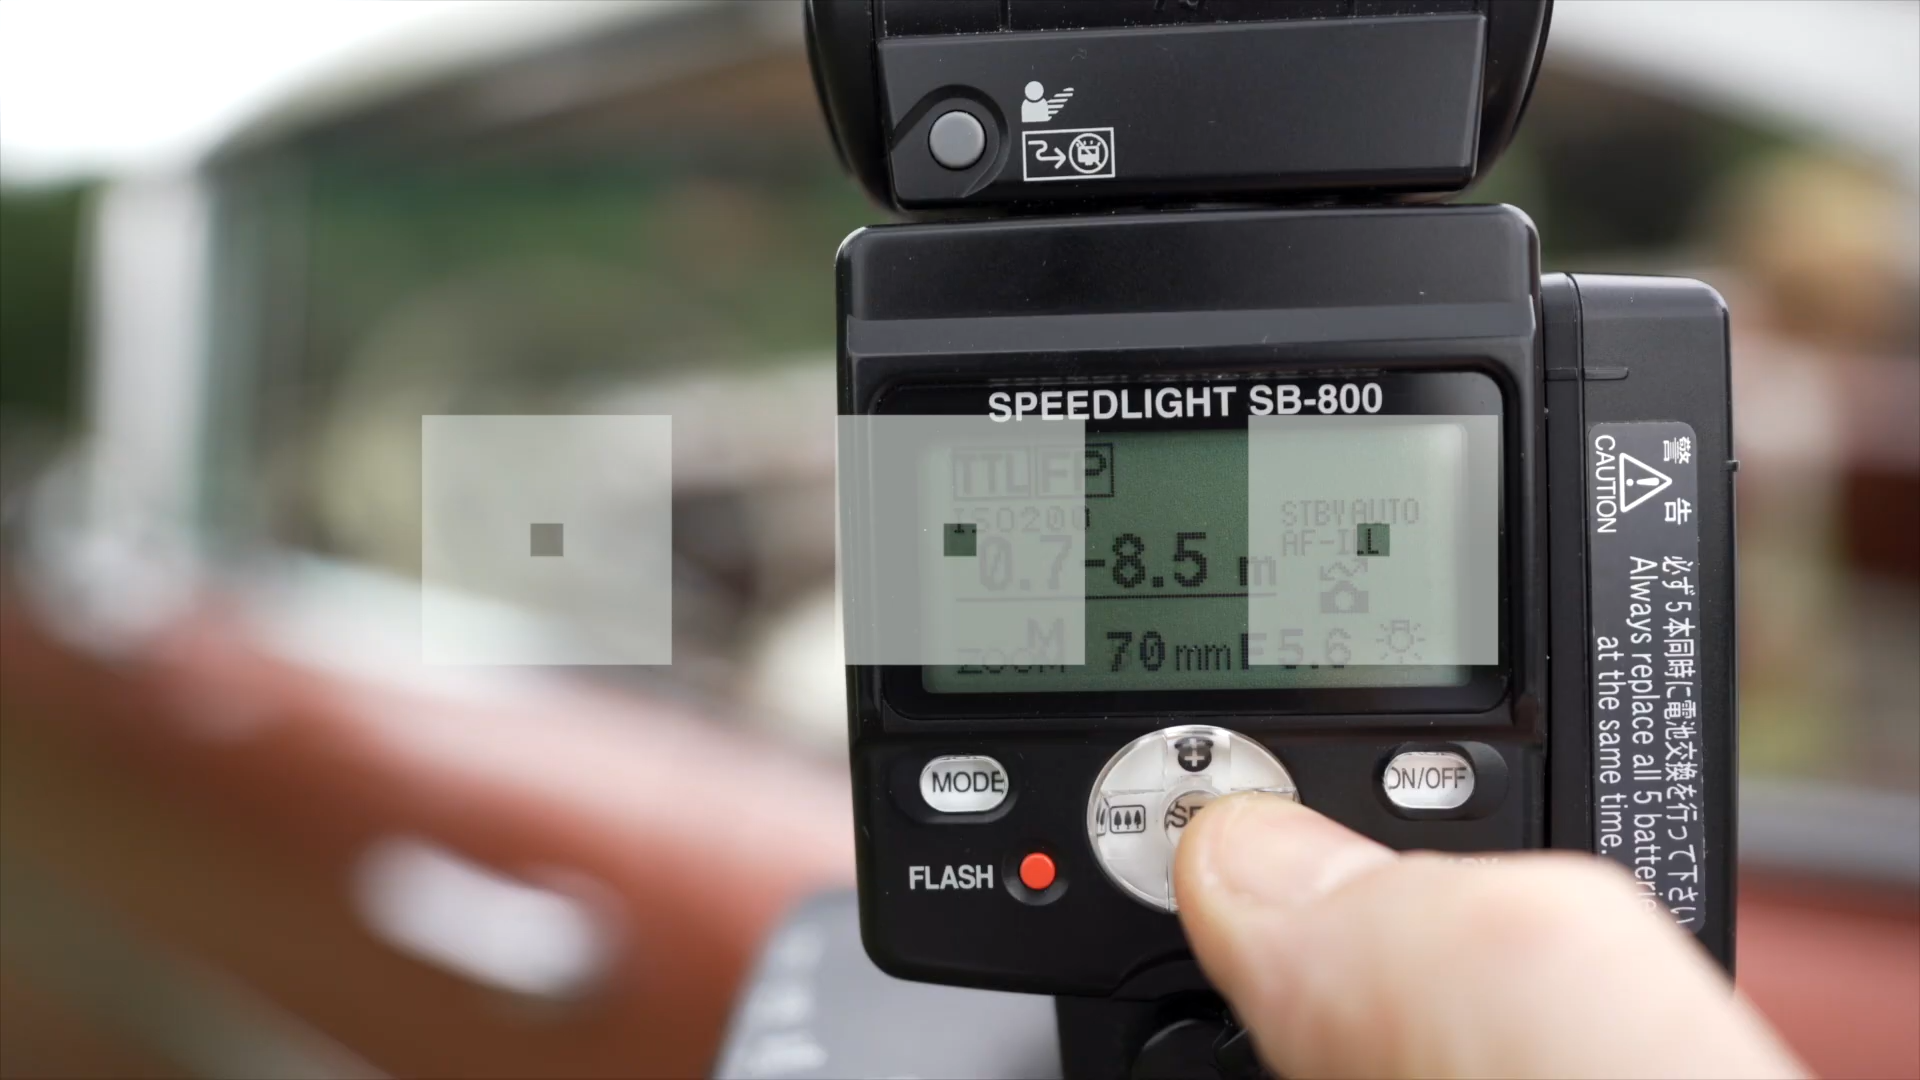 SPEEDLIGHT SB-800
TTL FP
ISO200
STBY AUTO
AF-ILL
0.7-8.5 m
M
ZOOM 70mm F5.6
MODE
ON/OFF
FLASH
警告
CAUTION
必ず5本同時に電池交換を行って下さい
Always replace all 5 batterie
at the same time.